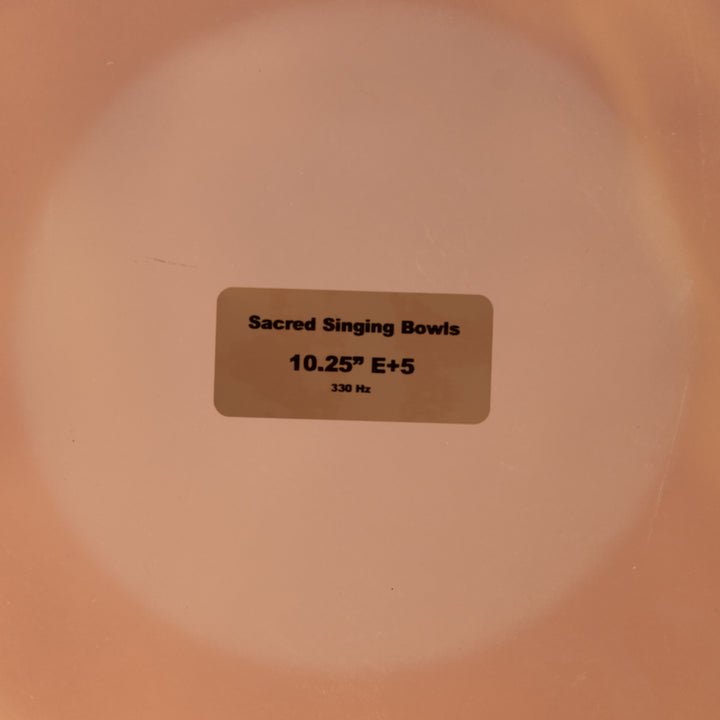 Sacred Singing Bowls
10.25” E+5
330 Hz